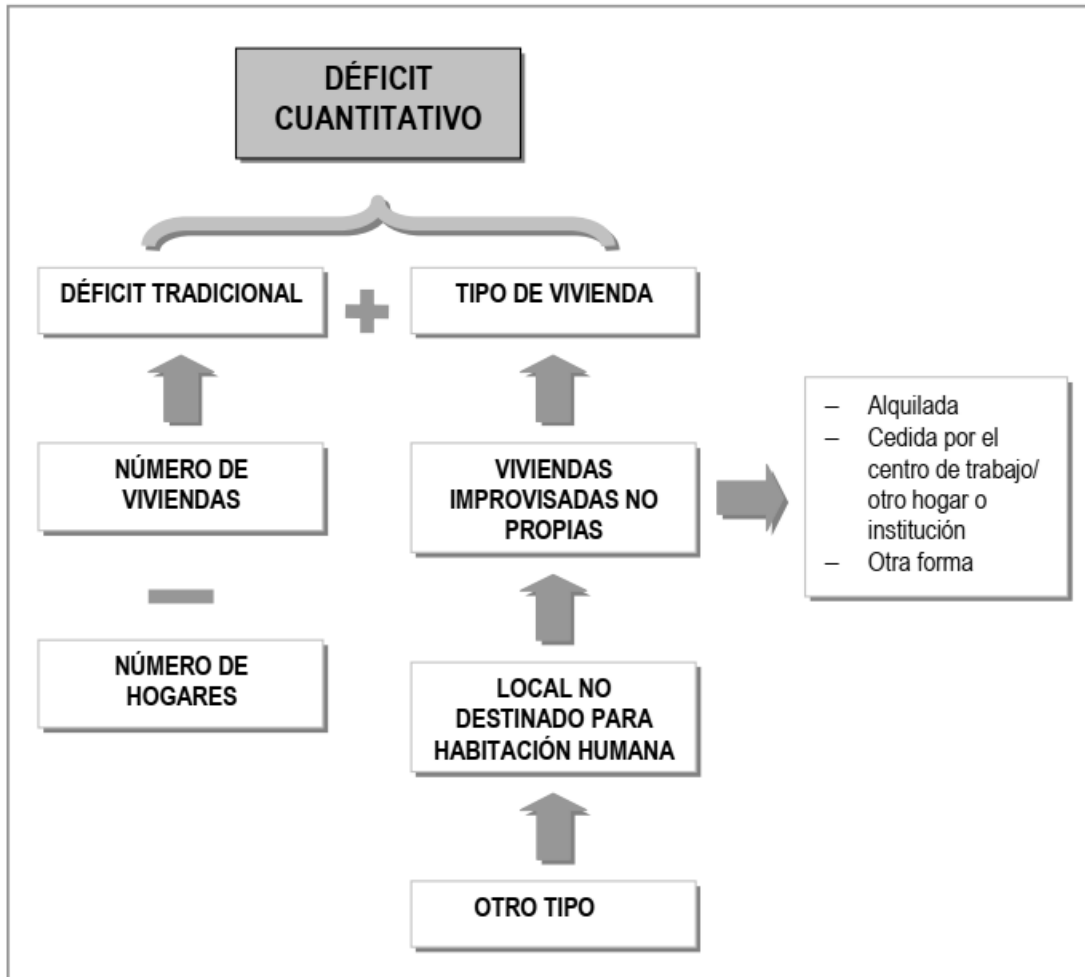 DÉFICIT
CUANTITATIVO
DÉFICIT TRADICIONAL
TIPO DE VIVIENDA
NÚMERO DE
VIVIENDAS
VIVIENDAS
IMPROVISADAS NO
PROPIAS
– Alquilada
– Cedida por el
centro de trabajo/
otro hogar o
institución
– Otra forma
NÚMERO DE
HOGARES
LOCAL NO
DESTINADO PARA
HABITACIÓN HUMANA
OTRO TIPO